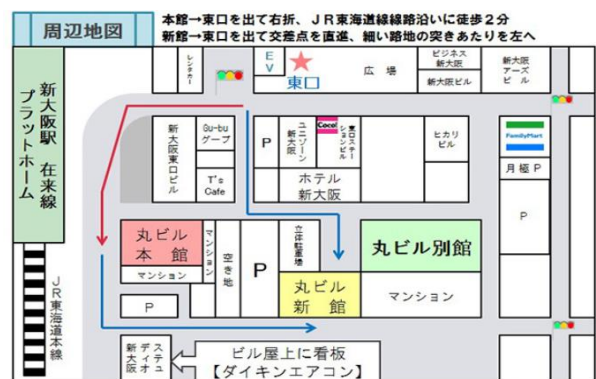 周辺地図
本館→東口を出て右折、JR東海道線線路沿いに徒歩2分
新館→東口を出て交差点を直進、細い路地の突きあたりを左へ
レンタカー
EV
東口
広場
ビジネス
新大阪
新大阪ビル
新大阪
アーズ
ビル
新大阪駅 在来線
プラットホーム
新大阪東口ビル
Gu-bu
グープ
T's
Cafe
P
ユニゾーン
新大阪
Coco!
東口ステー
ションビル
ホテル
新大阪
ヒカリ
ビル
FamilyMart
月極P
P
丸ビル
本館
マンション
マンション
空き地
P
立体駐車場
丸ビル別館
丸ビル
新館
マンション
P
JR東海道本線
新大阪
ディオ
ステュ
ビル屋上に看板
【ダイキンエアコン】